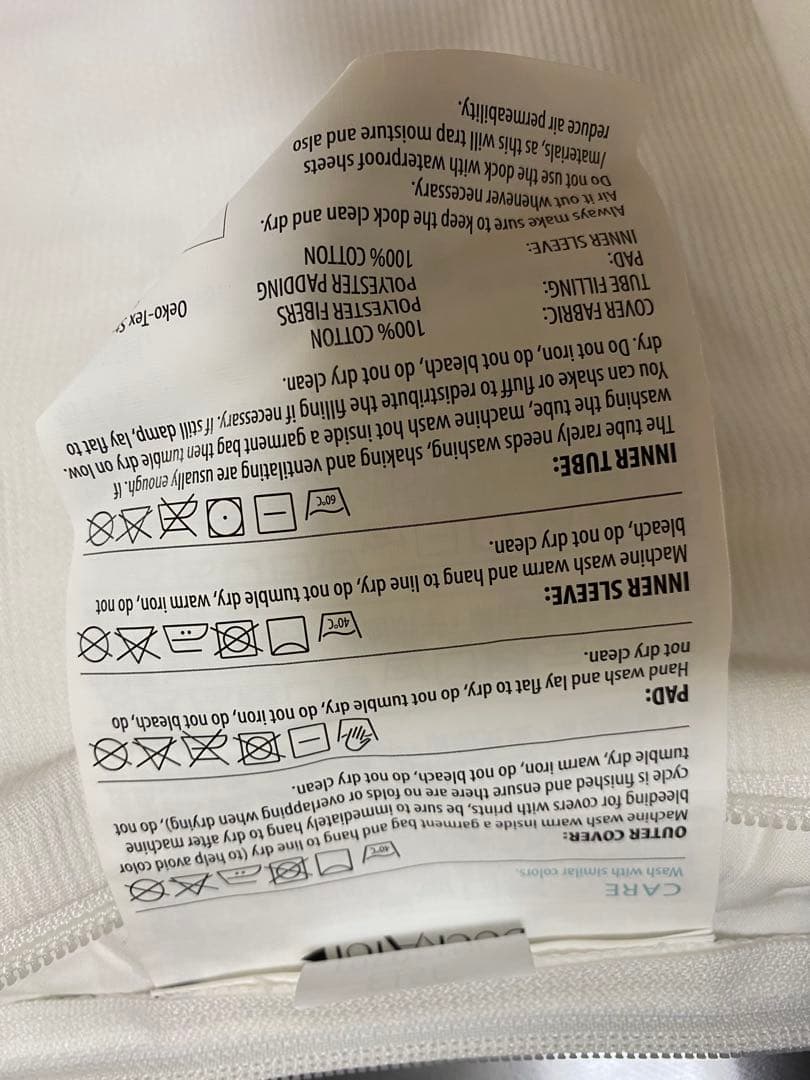 CARE
Wash with similar colors.
40°C
OUTER COVER:
Machine wash warm inside a garment bag and hang to line dry (to help avoid color
bleeding for covers with prints, be sure to immediately hang to dry after machine
cycle is finished and ensure there are no folds or overlapping when drying), do not
tumble dry, warm iron, do not bleach, do not dry clean.
PAD:
Hand wash and lay flat to dry, do not tumble dry, do not iron, do not bleach, do
not dry clean.
40°C
INNER SLEEVE:
Machine wash warm and hang to line dry, do not tumble dry, warm iron, do not
bleach, do not dry clean.
60°C
INNER TUBE:
The tube rarely needs washing, shaking and ventilating are usually enough. If
washing the tube, machine wash hot inside a garment bag then tumble dry on low.
You can shake or fluff to redistribute the filling if necessary. If still damp, lay flat to
dry. Do not iron, do not bleach, do not dry clean.
COVER FABRIC: 100% COTTON
TUBE FILLING: POLYESTER FIBERS
PAD: POLYESTER PADDING
INNER SLEEVE: 100% COTTON
Oeko-Tex
Always make sure to keep the dock clean and dry.
Air it out whenever necessary.
Do not use the dock with waterproof sheets
/materials, as this will trap moisture and also
reduce air permeability.